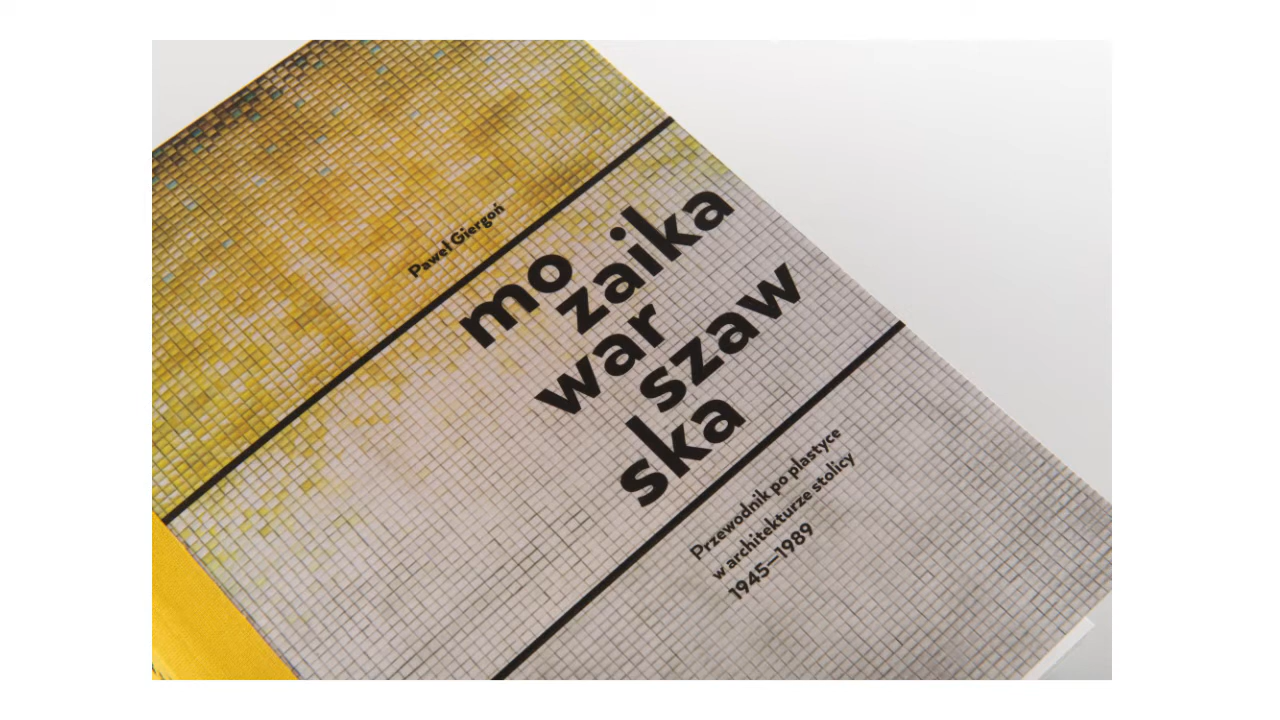 Paweł Giergoń
mo
zaika
war
szaw
ska
Przewodnik po plastyce
w architekturze stolicy
1945—1989